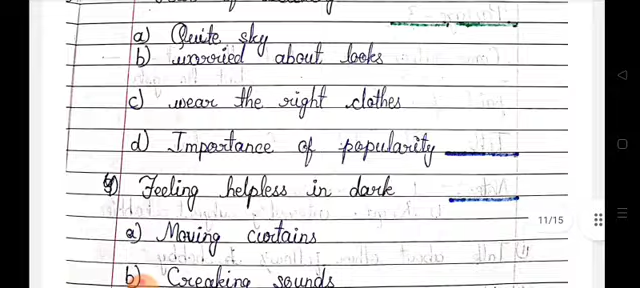 a) Quite sky
b) worried about looks
c) wear the right clothes
d) Importance of popularity
Feeling helpless in dark
a) Moving curtains
b) Creaking sounds
11/15